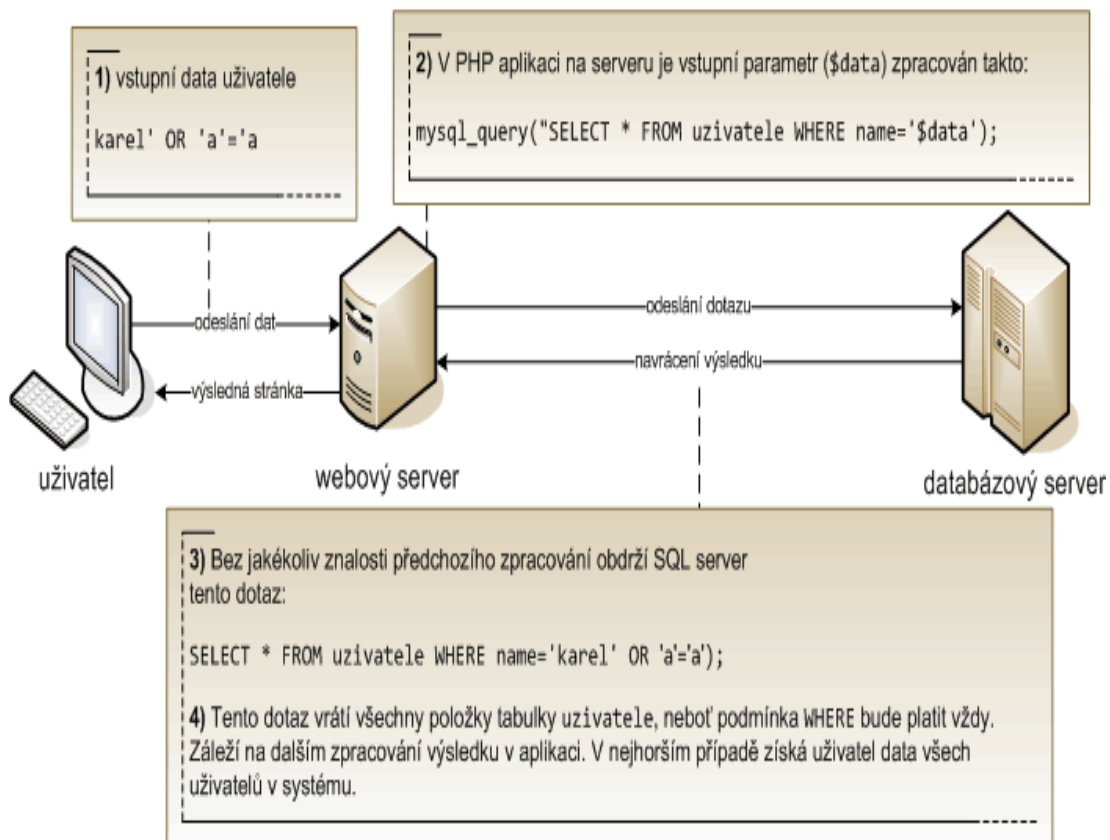 1) vstupní data uživatele
karel' OR 'a'='a
2) V PHP aplikaci na serveru je vstupní parametr ($data) zpracován takto:
mysql_query("SELECT * FROM uzivatele WHERE name='$data');
odeslání dat
výsledná stránka
odeslání dotazu
navrácení výsledku
uživatel
webový server
databázový server
3) Bez jakékoliv znalosti předchozího zpracování obdrží SQL server
tento dotaz:
SELECT * FROM uzivatele WHERE name='karel' OR 'a'='a');
4) Tento dotaz vrátí všechny položky tabulky uzivatele, neboť podmínka WHERE bude platit vždy.
Záleží na dalším zpracování výsledku v aplikaci. V nejhorším případě získá uživatel data všech
uživatelů v systému.